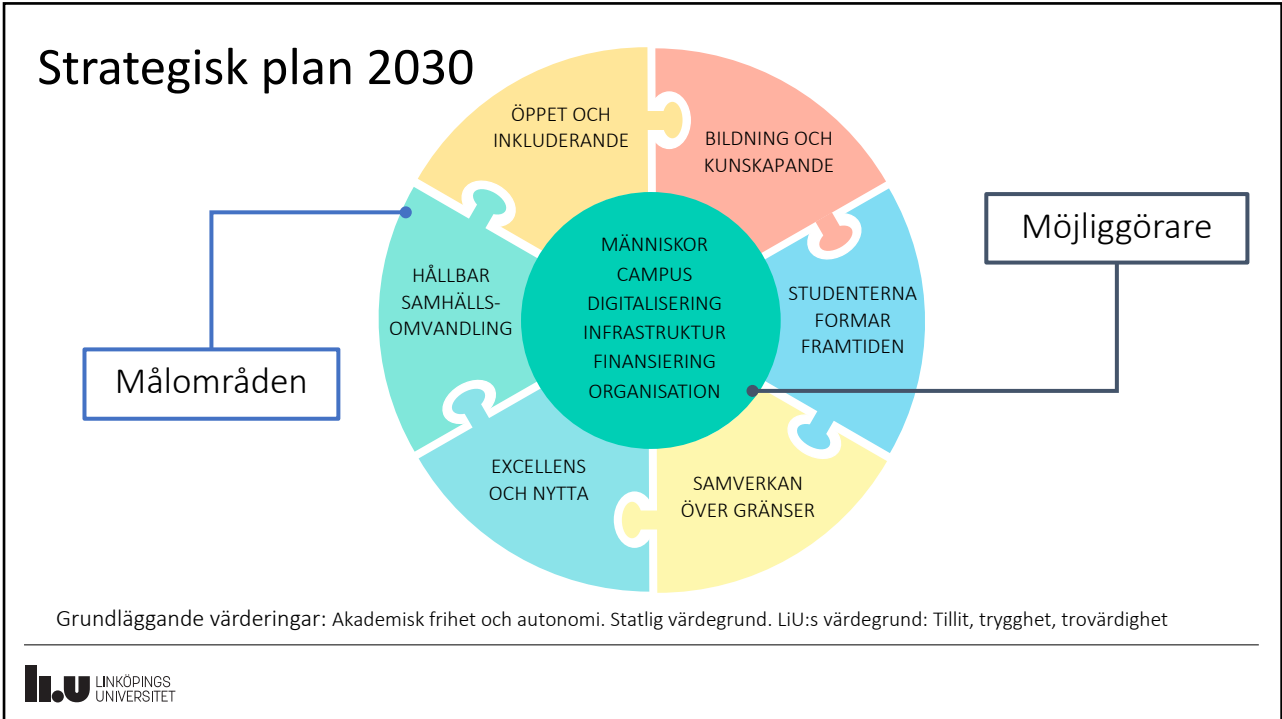 Strategisk plan 2030
ÖPPET OCH
INKLUDERANDE
BILDNING OCH
KUNSKAPANDE
Möjliggörare
MÄNNISKOR
CAMPUS
DIGITALISERING
INFRASTRUKTUR
FINANSIERING
ORGANISATION
HÅLLBAR
SAMHÄLLS-
OMVANDLING
STUDENTERNA
FORMAR
FRAMTIDEN
Målområden
EXCELLENS
OCH NYTTA
SAMVERKAN
ÖVER GRÄNSER
Grundläggande värderingar: Akademisk frihet och autonomi. Statlig värdegrund. LiU:s värdegrund: Tillit, trygghet, trovärdighet
li.u LINKÖPINGS
UNIVERSITET